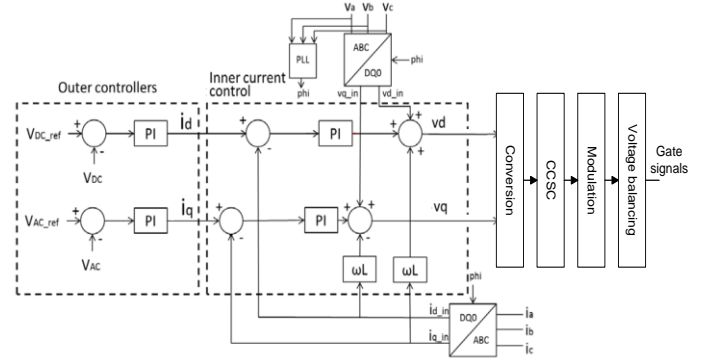 Va Vb Vc
ABC
DQ0
PLL
phi
phi
vq_in vd_in
Outer controllers
Inner current
control
VDC_ref
+
-
VDC
PI
id
+
-
PI
+
+
+
vd
VAC_ref
+
-
VAC
PI
iq
+
-
PI
+
+
-
vq
ωL
ωL
id_in
iq_in
phi
DQ0
ABC
ia
ib
ic
Conversion
CCSC
Modulation
Voltage balancing
Gate
signals